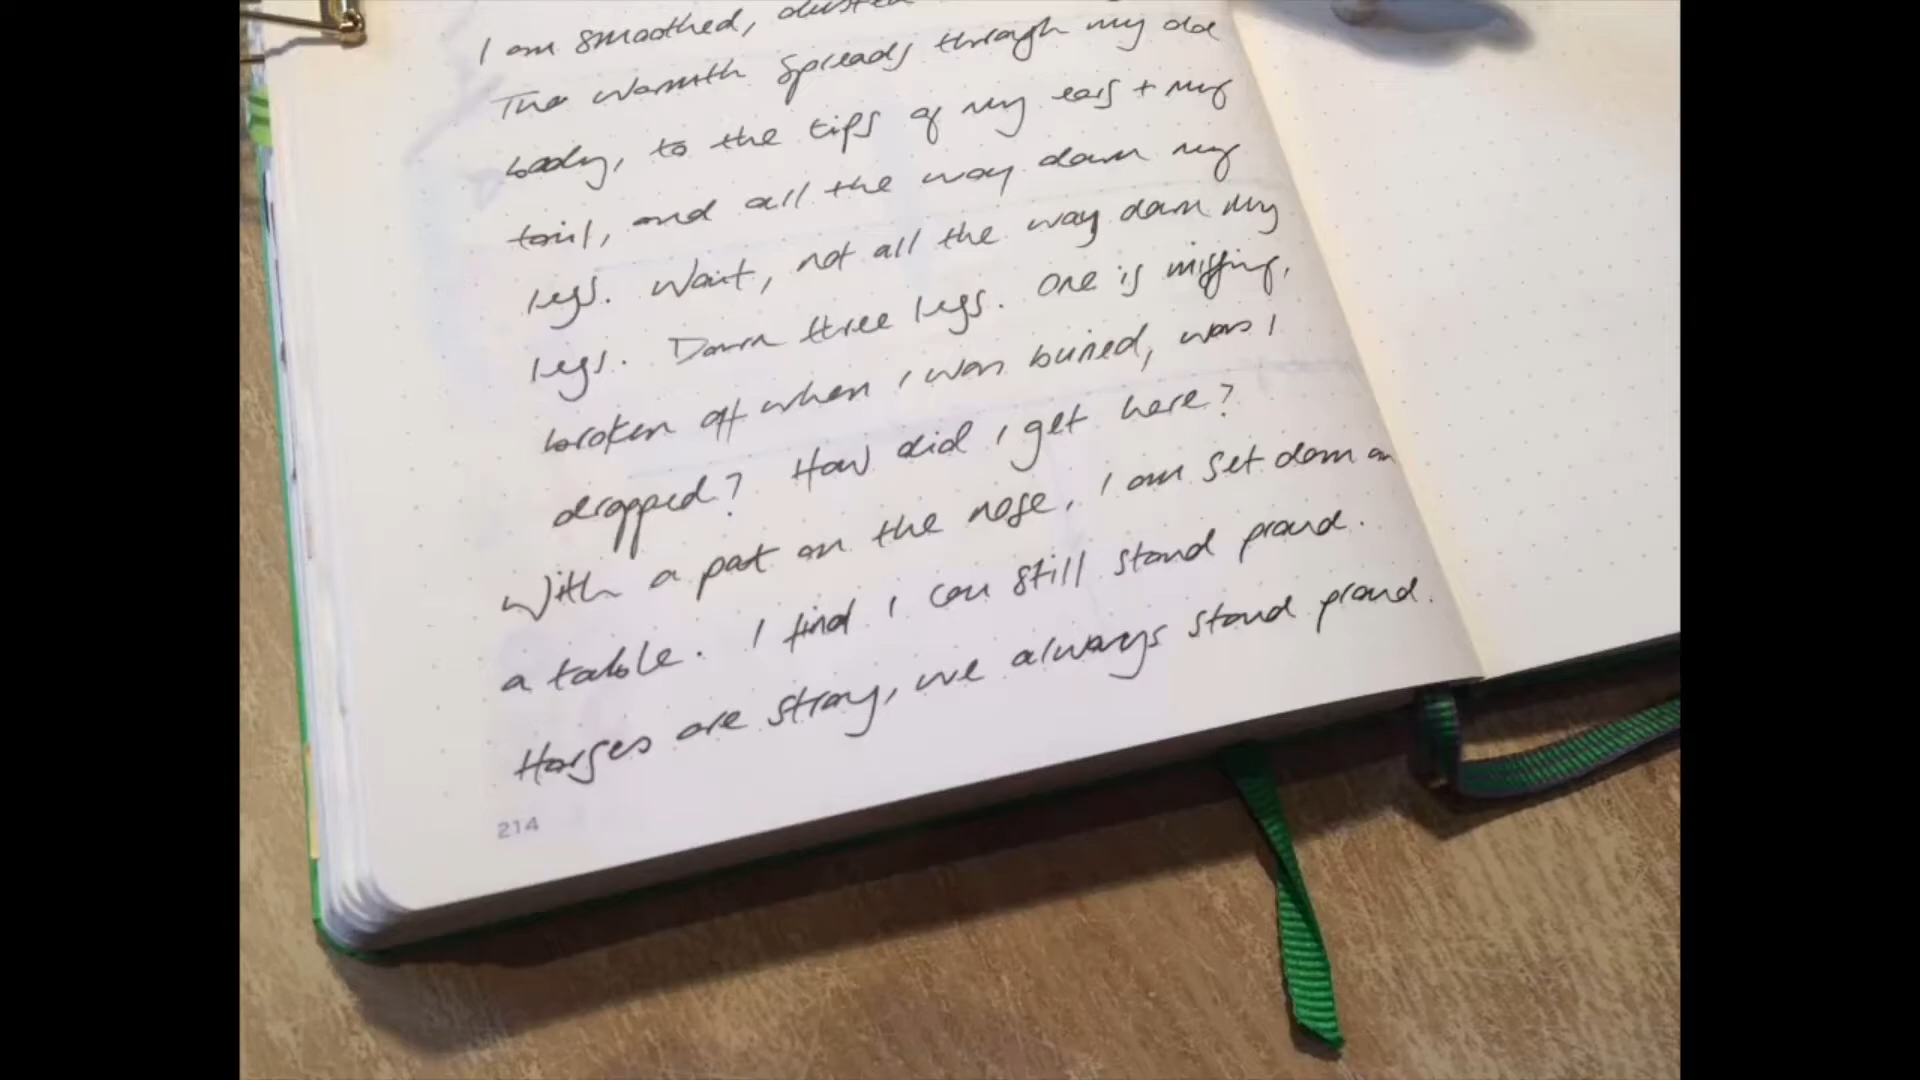 I am smoothed, dusted
The warmth spreads through my old
body, to the tips of my ears + my
tail, and all the way down my
legs. Wait, not all the way down my
legs. Down three legs. One is missing,
broken off when I was buried, was I
dropped? How did I get here?
With a pat on the nose, I am set down on
a table. I find I can still stand proud.
Horses are strong, we always stand proud.
214